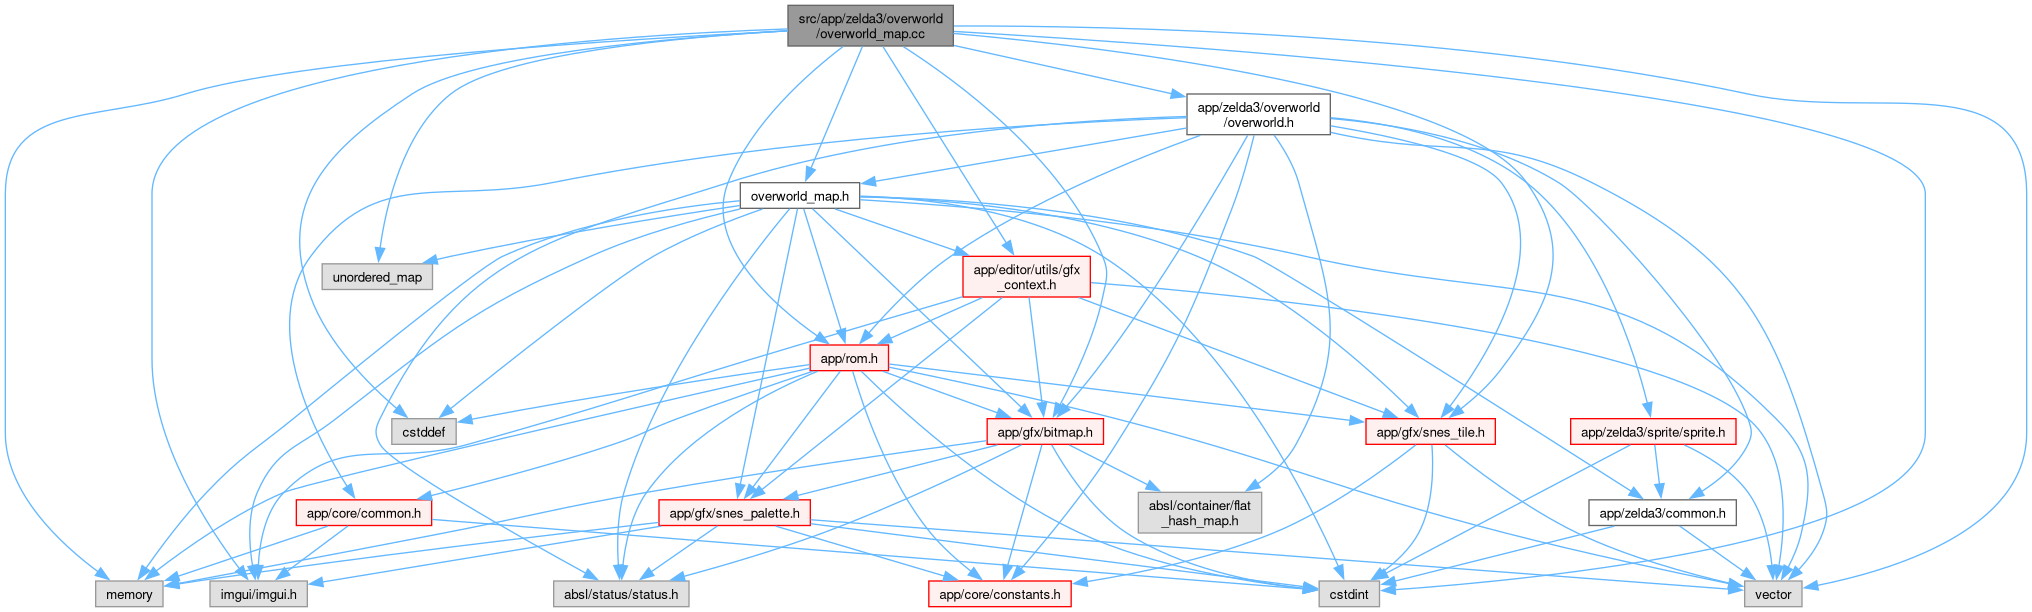 src/app/zelda3/overworld
/overworld_map.cc
app/zelda3/overworld
/overworld.h
overworld_map.h
unordered_map
app/editor/utils/gfx
_context.h
app/rom.h
cstddef
app/gfx/bitmap.h
app/gfx/snes_tile.h
app/zelda3/sprite/sprite.h
app/core/common.h
app/gfx/snes_palette.h
absl/container/flat
_hash_map.h
app/zelda3/common.h
memory
imgui/imgui.h
absl/status/status.h
app/core/constants.h
cstdint
vector